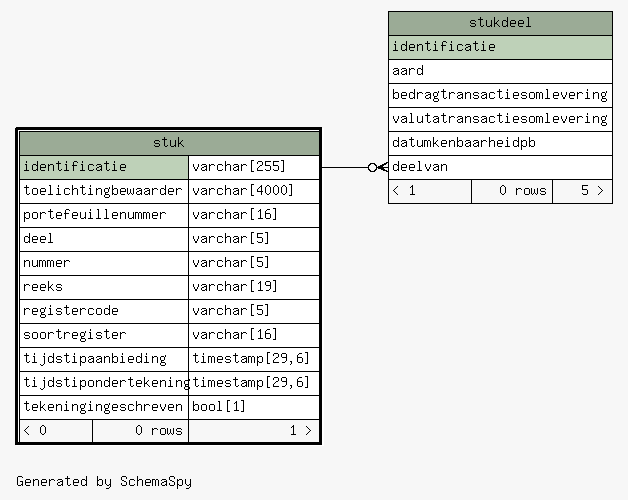 stukdeel
identificatie
aard
bedragtransactiesomlevering
valutatransactiesomlevering
datumkenbaarheidpb
deelvan
< 1 0 rows 5 >
stuk
identificatie varchar[255]
toelichtingbewaarder varchar[4000]
portefeuillenummer varchar[16]
deel varchar[5]
nummer varchar[5]
reeks varchar[19]
registercode varchar[5]
soortregister varchar[16]
tijdstipaanbieding timestamp[29,6]
tijdstipondertekening timestamp[29,6]
tekeningingeschreven bool[1]
< 0 0 rows 1 >
Generated by SchemaSpy